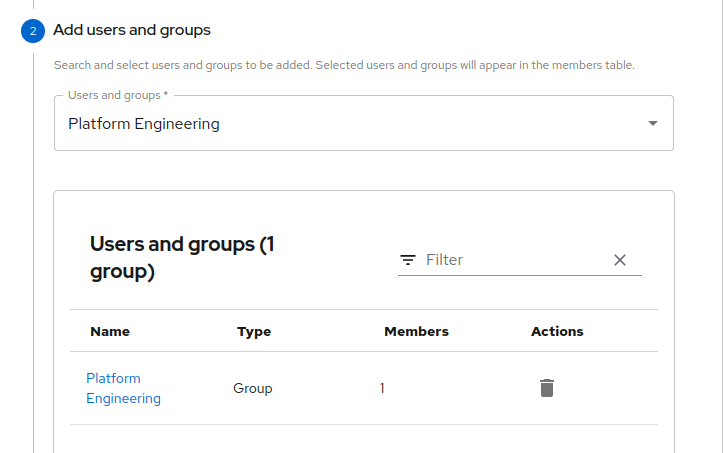 2 Add users and groups
Search and select users and groups to be added. Selected users and groups will appear in the members table.
Users and groups *
Platform Engineering
Users and groups (1
group)
Filter
Name Type Members Actions
Platform
Engineering
Group 1